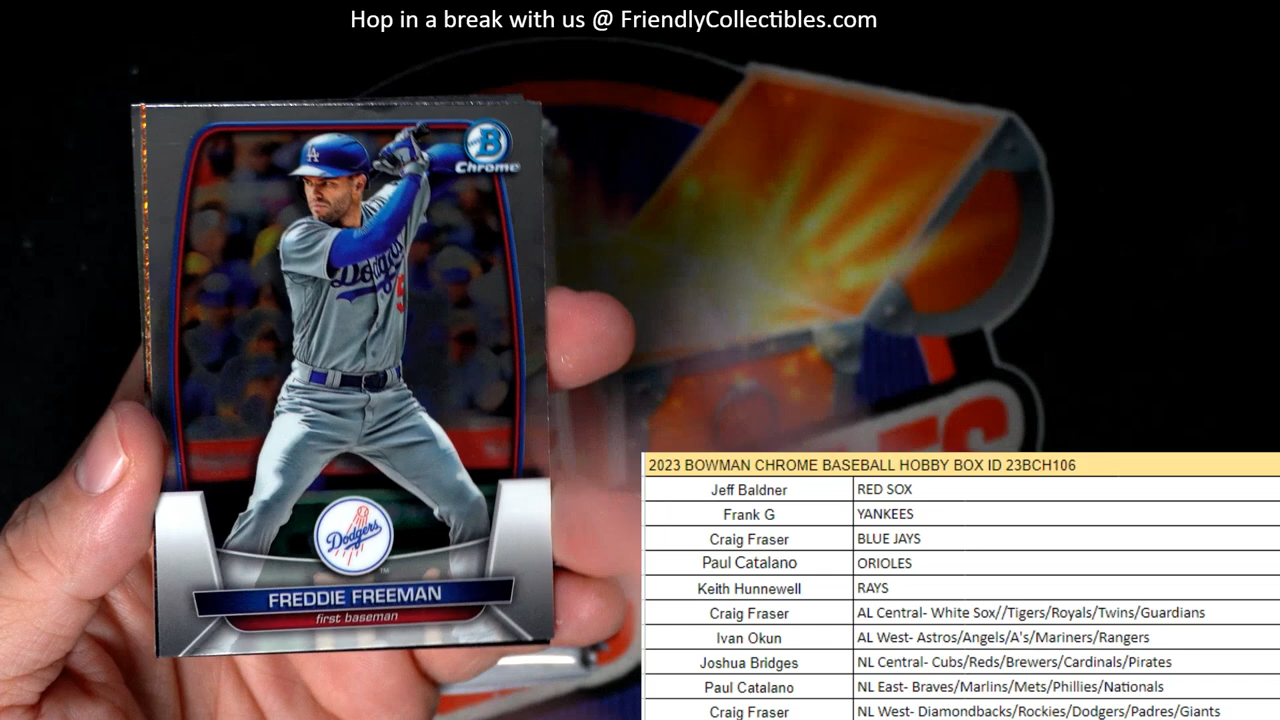 Hop in a break with us @ FriendlyCollectibles.com
B
Chrome
Dodgers
5
Dodgers
TM
FREDDIE FREEMAN
first baseman
2023 BOWMAN CHROME BASEBALL HOBBY BOX ID 23BCH106
Jeff Baldner RED SOX
Frank G YANKEES
Craig Fraser BLUE JAYS
Paul Catalano ORIOLES
Keith Hunnewell RAYS
Craig Fraser AL Central- White Sox//Tigers/Royals/Twins/Guardians
Ivan Okun AL West- Astros/Angels/A's/Mariners/Rangers
Joshua Bridges NL Central- Cubs/Reds/Brewers/Cardinals/Pirates
Paul Catalano NL East- Braves/Marlins/Mets/Phillies/Nationals
Craig Fraser NL West- Diamondbacks/Rockies/Dodgers/Padres/Giants